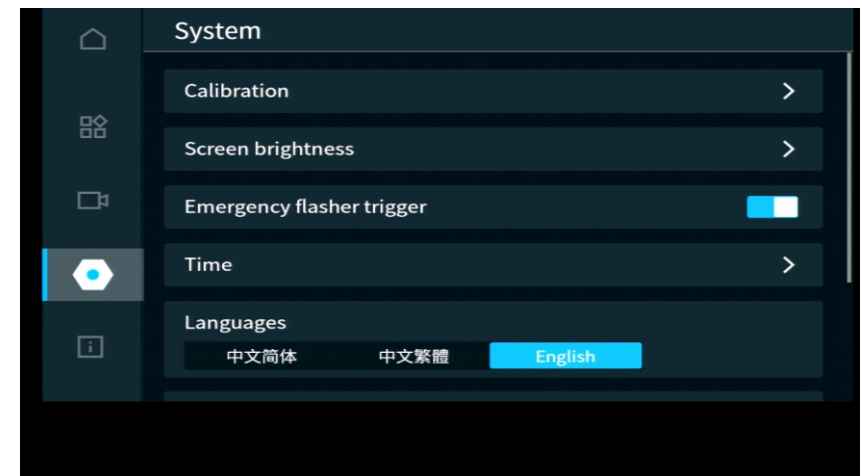 System
Calibration
Screen brightness
Emergency flasher trigger
Time
Languages
中文简体 中文繁體 English